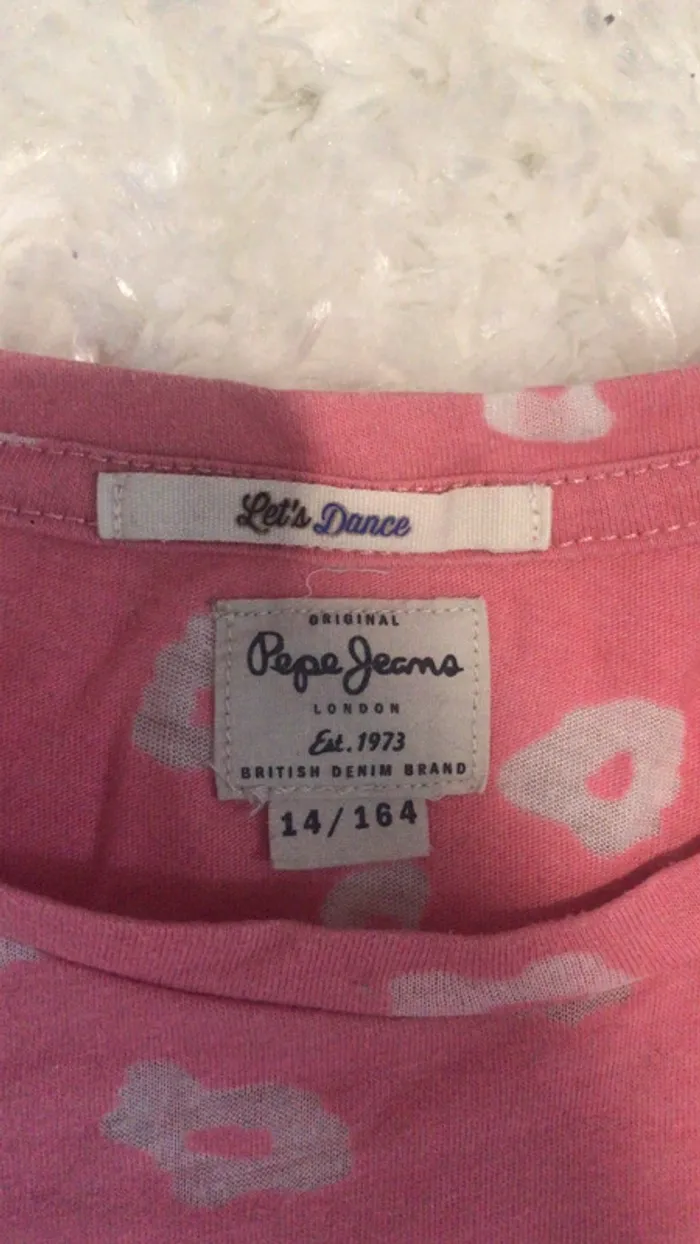 Let's Dance
ORIGINAL
Pepe Jeans
LONDON
Est. 1973
BRITISH DENIM BRAND
14/164